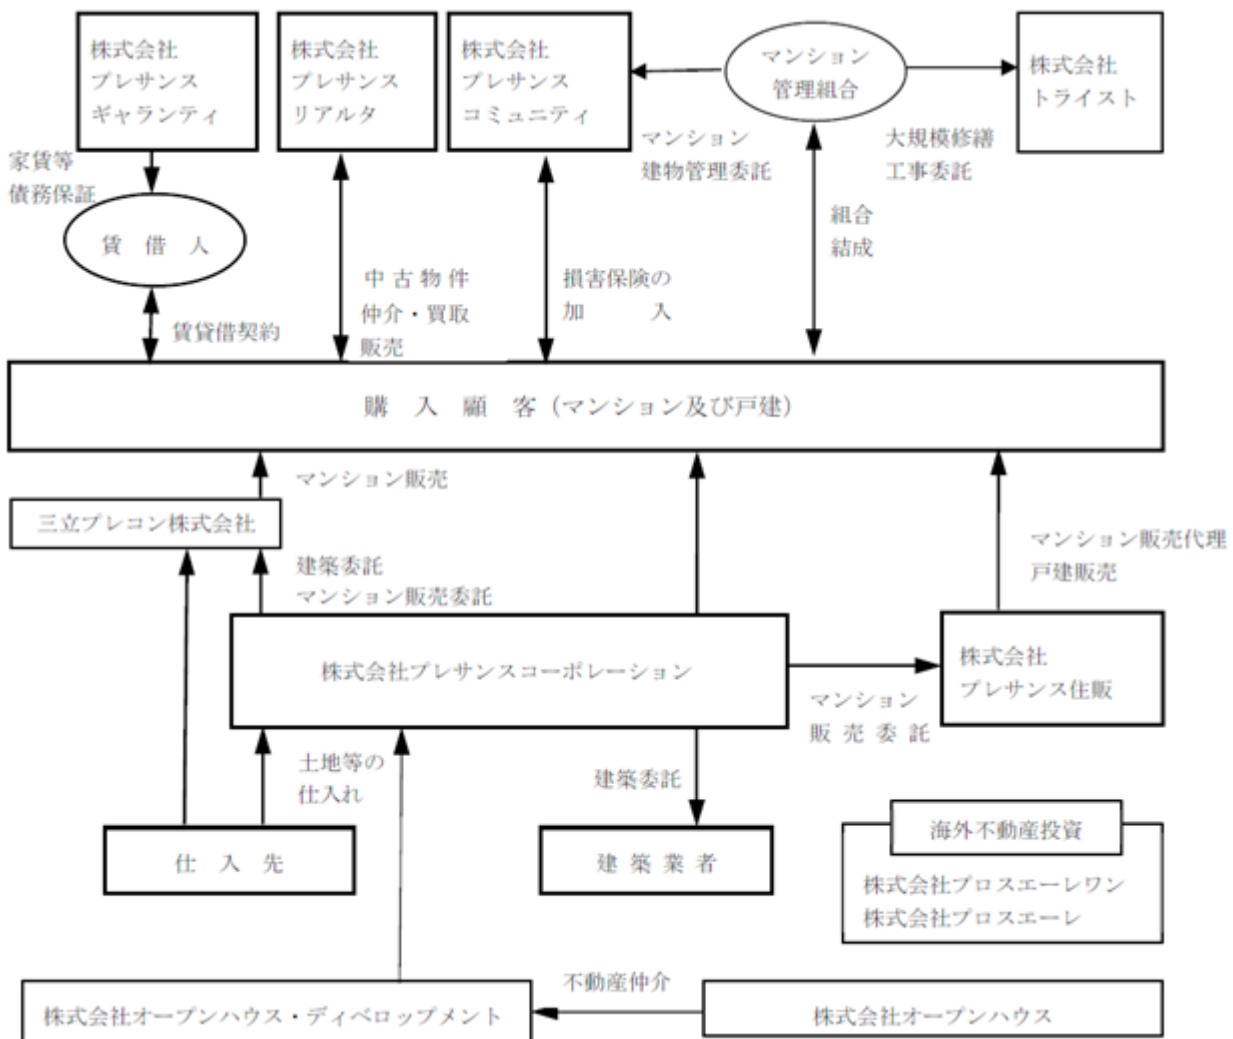 株式会社
プレサンス
ギャランティ
株式会社
プレサンス
リアルタ
株式会社
プレサンス
コミュニティ
マンション
管理組合
株式会社
トライスト
家賃等
債務保証
マンション
建物管理委託
大規模修繕
工事委託
賃 借 人
組合
結成
中古物件
仲介・買取
販売
損害保険の
加 入
賃貸借契約
購 入 顧 客（マンション及び戸建）
マンション販売
三立プレコン株式会社
建築委託
マンション販売委託
マンション販売代理
戸建販売
株式会社プレサンスコーポレーション
株式会社
プレサンス住販
マンション
販売委託
土地等の
仕入れ
建築委託
仕 入 先
建 築 業 者
海外不動産投資
株式会社プロスエーレワン
株式会社プロスエーレ
不動産仲介
株式会社オープンハウス・ディベロップメント
株式会社オープンハウス